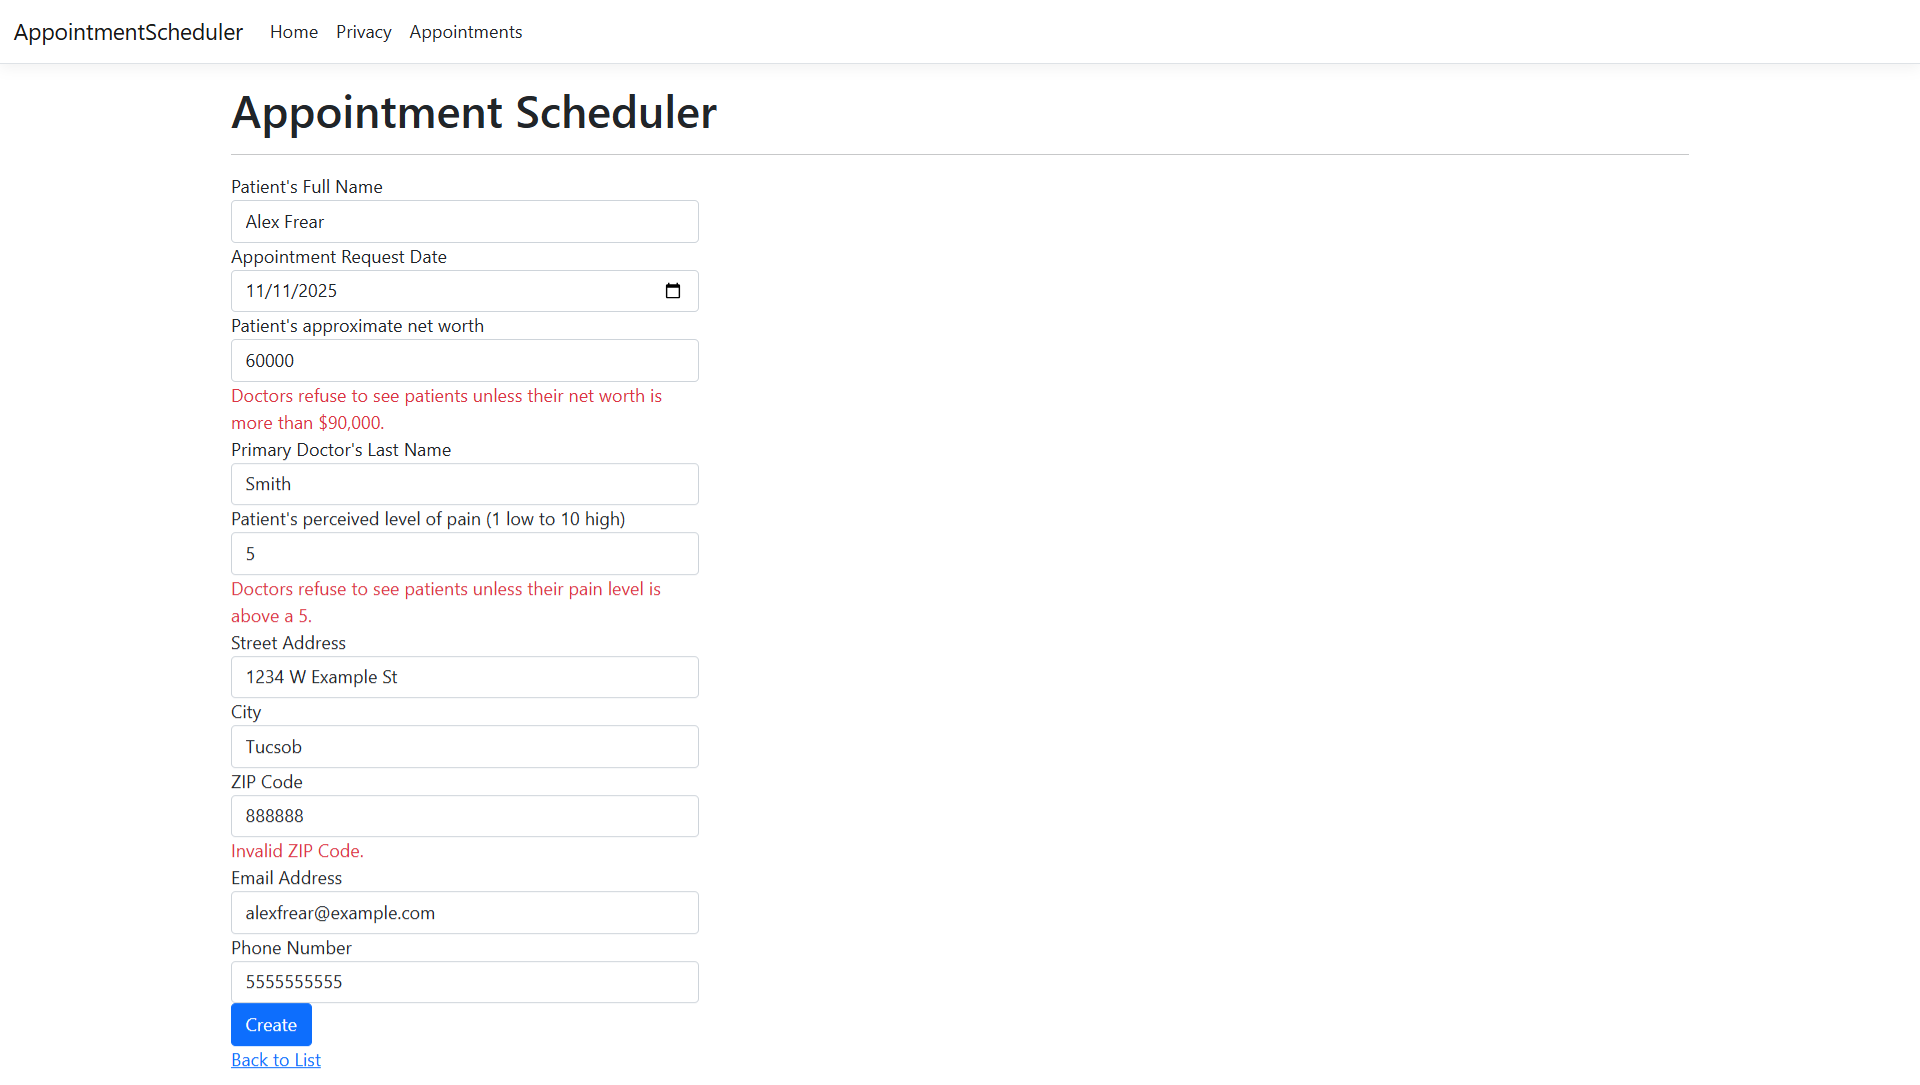 AppointmentScheduler Home Privacy Appointments
Appointment Scheduler
Patient's Full Name
Alex Frear
Appointment Request Date
11/11/2025
Patient's approximate net worth
60000
Doctors refuse to see patients unless their net worth is
more than $90,000.
Primary Doctor's Last Name
Smith
Patient's perceived level of pain (1 low to 10 high)
5
Doctors refuse to see patients unless their pain level is
above a 5.
Street Address
1234 W Example St
City
Tucsob
ZIP Code
888888
Invalid ZIP Code.
Email Address
alexfrear@example.com
Phone Number
5555555555
Create
Back to List